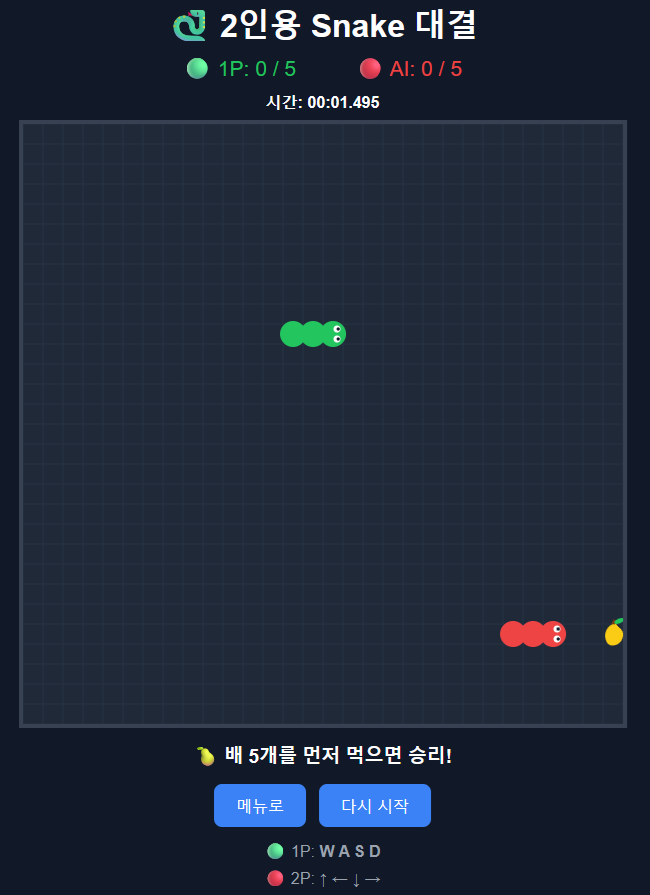 2인용 Snake 대결
1P: 0 / 5 AI: 0 / 5
시간: 00:01.495
배 5개를 먼저 먹으면 승리!
메뉴로 다시 시작
1P: W A S D
2P: ↑ ← ↓ →